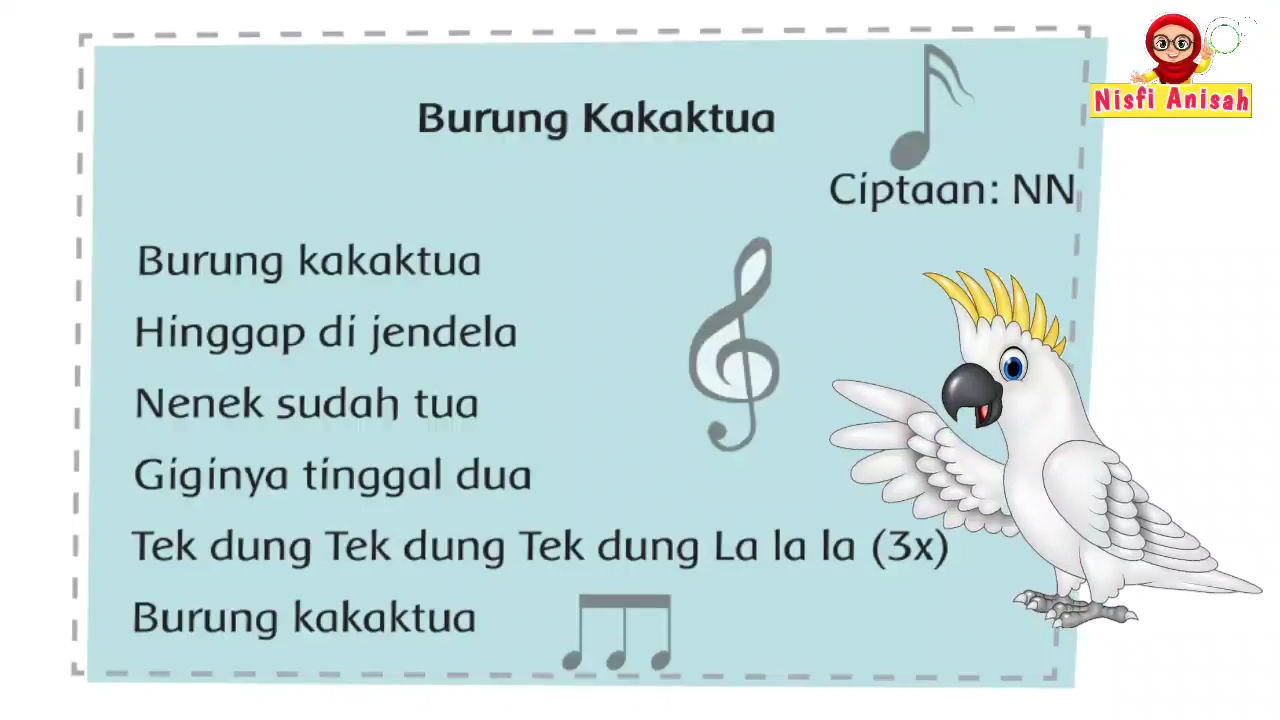 Nisfi Anisah
Burung Kakaktua
Ciptaan: NN
Burung kakaktua
Hinggap di jendela
Nenek sudah tua
Giginya tinggal dua
Tek dung Tek dung Tek dung La la la (3x)
Burung kakaktua